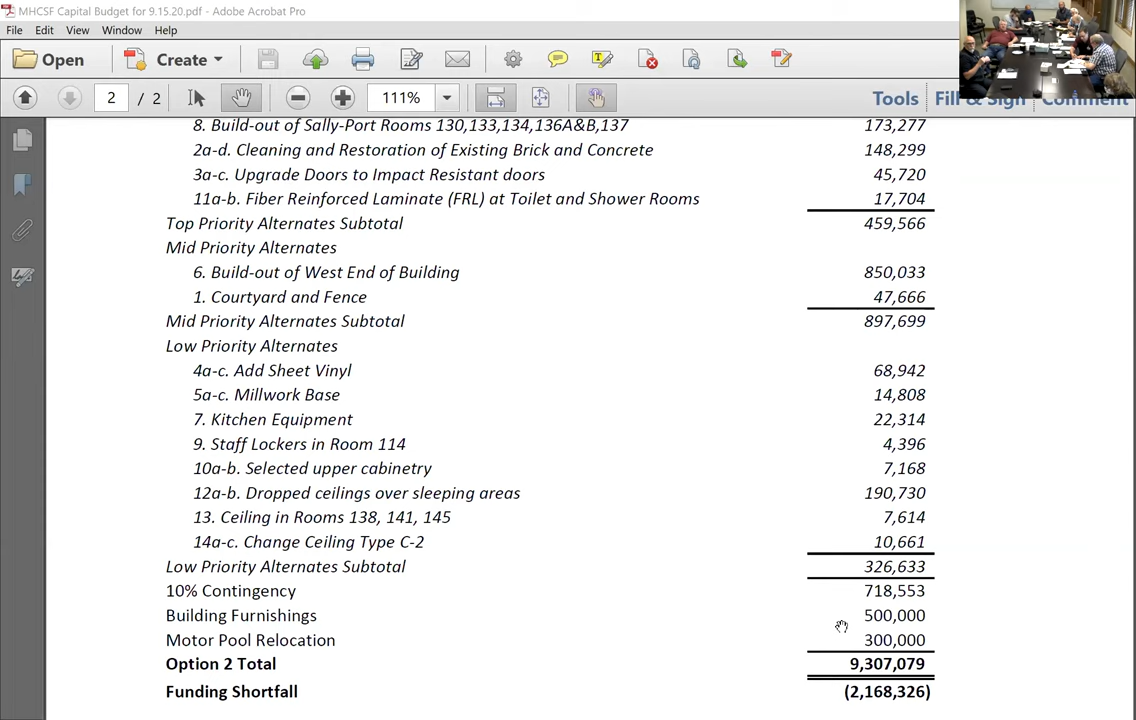 MHCSF Capital Budget for 9.15.20.pdf - Adobe Acrobat Pro
File Edit View Window Help
Open Create
2 / 2 111% Tools Fill & Sign Comment
8. Build-out of Sally-Port Rooms 130,133,134,136A&B,137 173,277
2a-d. Cleaning and Restoration of Existing Brick and Concrete 148,299
3a-c. Upgrade Doors to Impact Resistant doors 45,720
11a-b. Fiber Reinforced Laminate (FRL) at Toilet and Shower Rooms 17,704
Top Priority Alternates Subtotal 459,566
Mid Priority Alternates
6. Build-out of West End of Building 850,033
1. Courtyard and Fence 47,666
Mid Priority Alternates Subtotal 897,699
Low Priority Alternates
4a-c. Add Sheet Vinyl 68,942
5a-c. Millwork Base 14,808
7. Kitchen Equipment 22,314
9. Staff Lockers in Room 114 4,396
10a-b. Selected upper cabinetry 7,168
12a-b. Dropped ceilings over sleeping areas 190,730
13. Ceiling in Rooms 138, 141, 145 7,614
14a-c. Change Ceiling Type C-2 10,661
Low Priority Alternates Subtotal 326,633
10% Contingency 718,553
Building Furnishings 500,000
Motor Pool Relocation 300,000
Option 2 Total 9,307,079
Funding Shortfall (2,168,326)